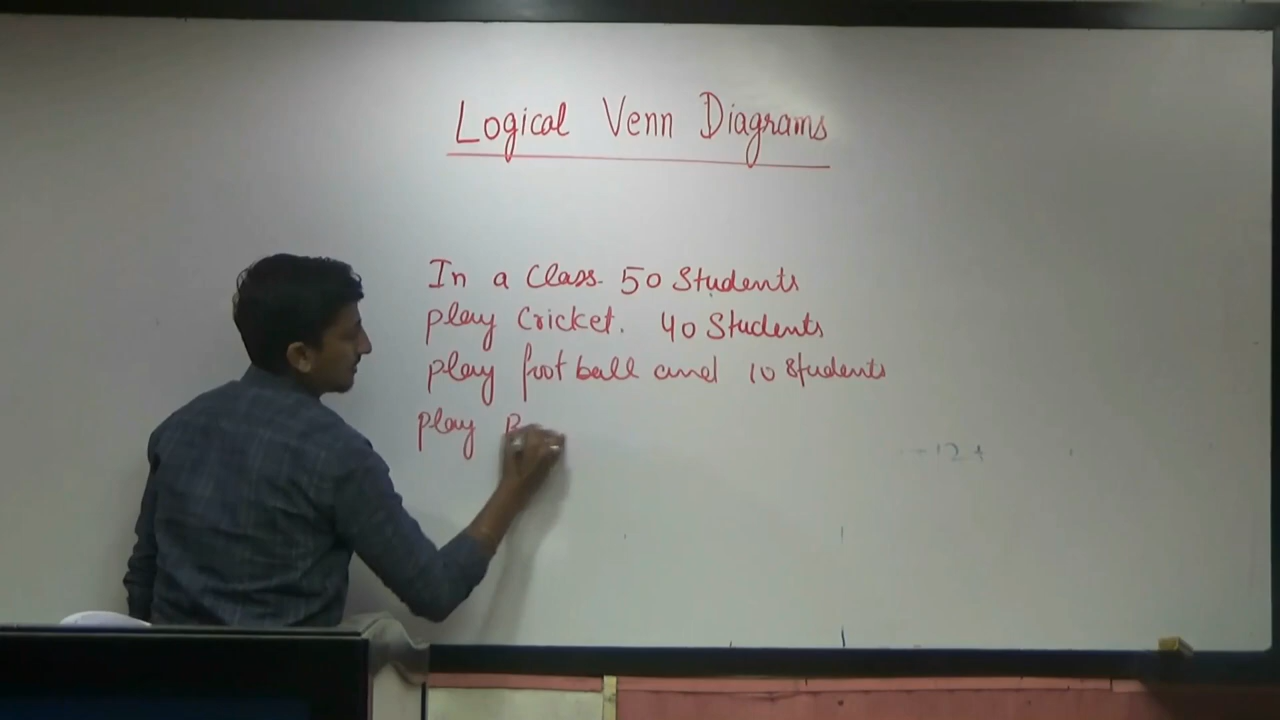 Logical Venn Diagrams
In a Class 50 Students
play Cricket. 40 Students
play foot ball and 10 Students
play